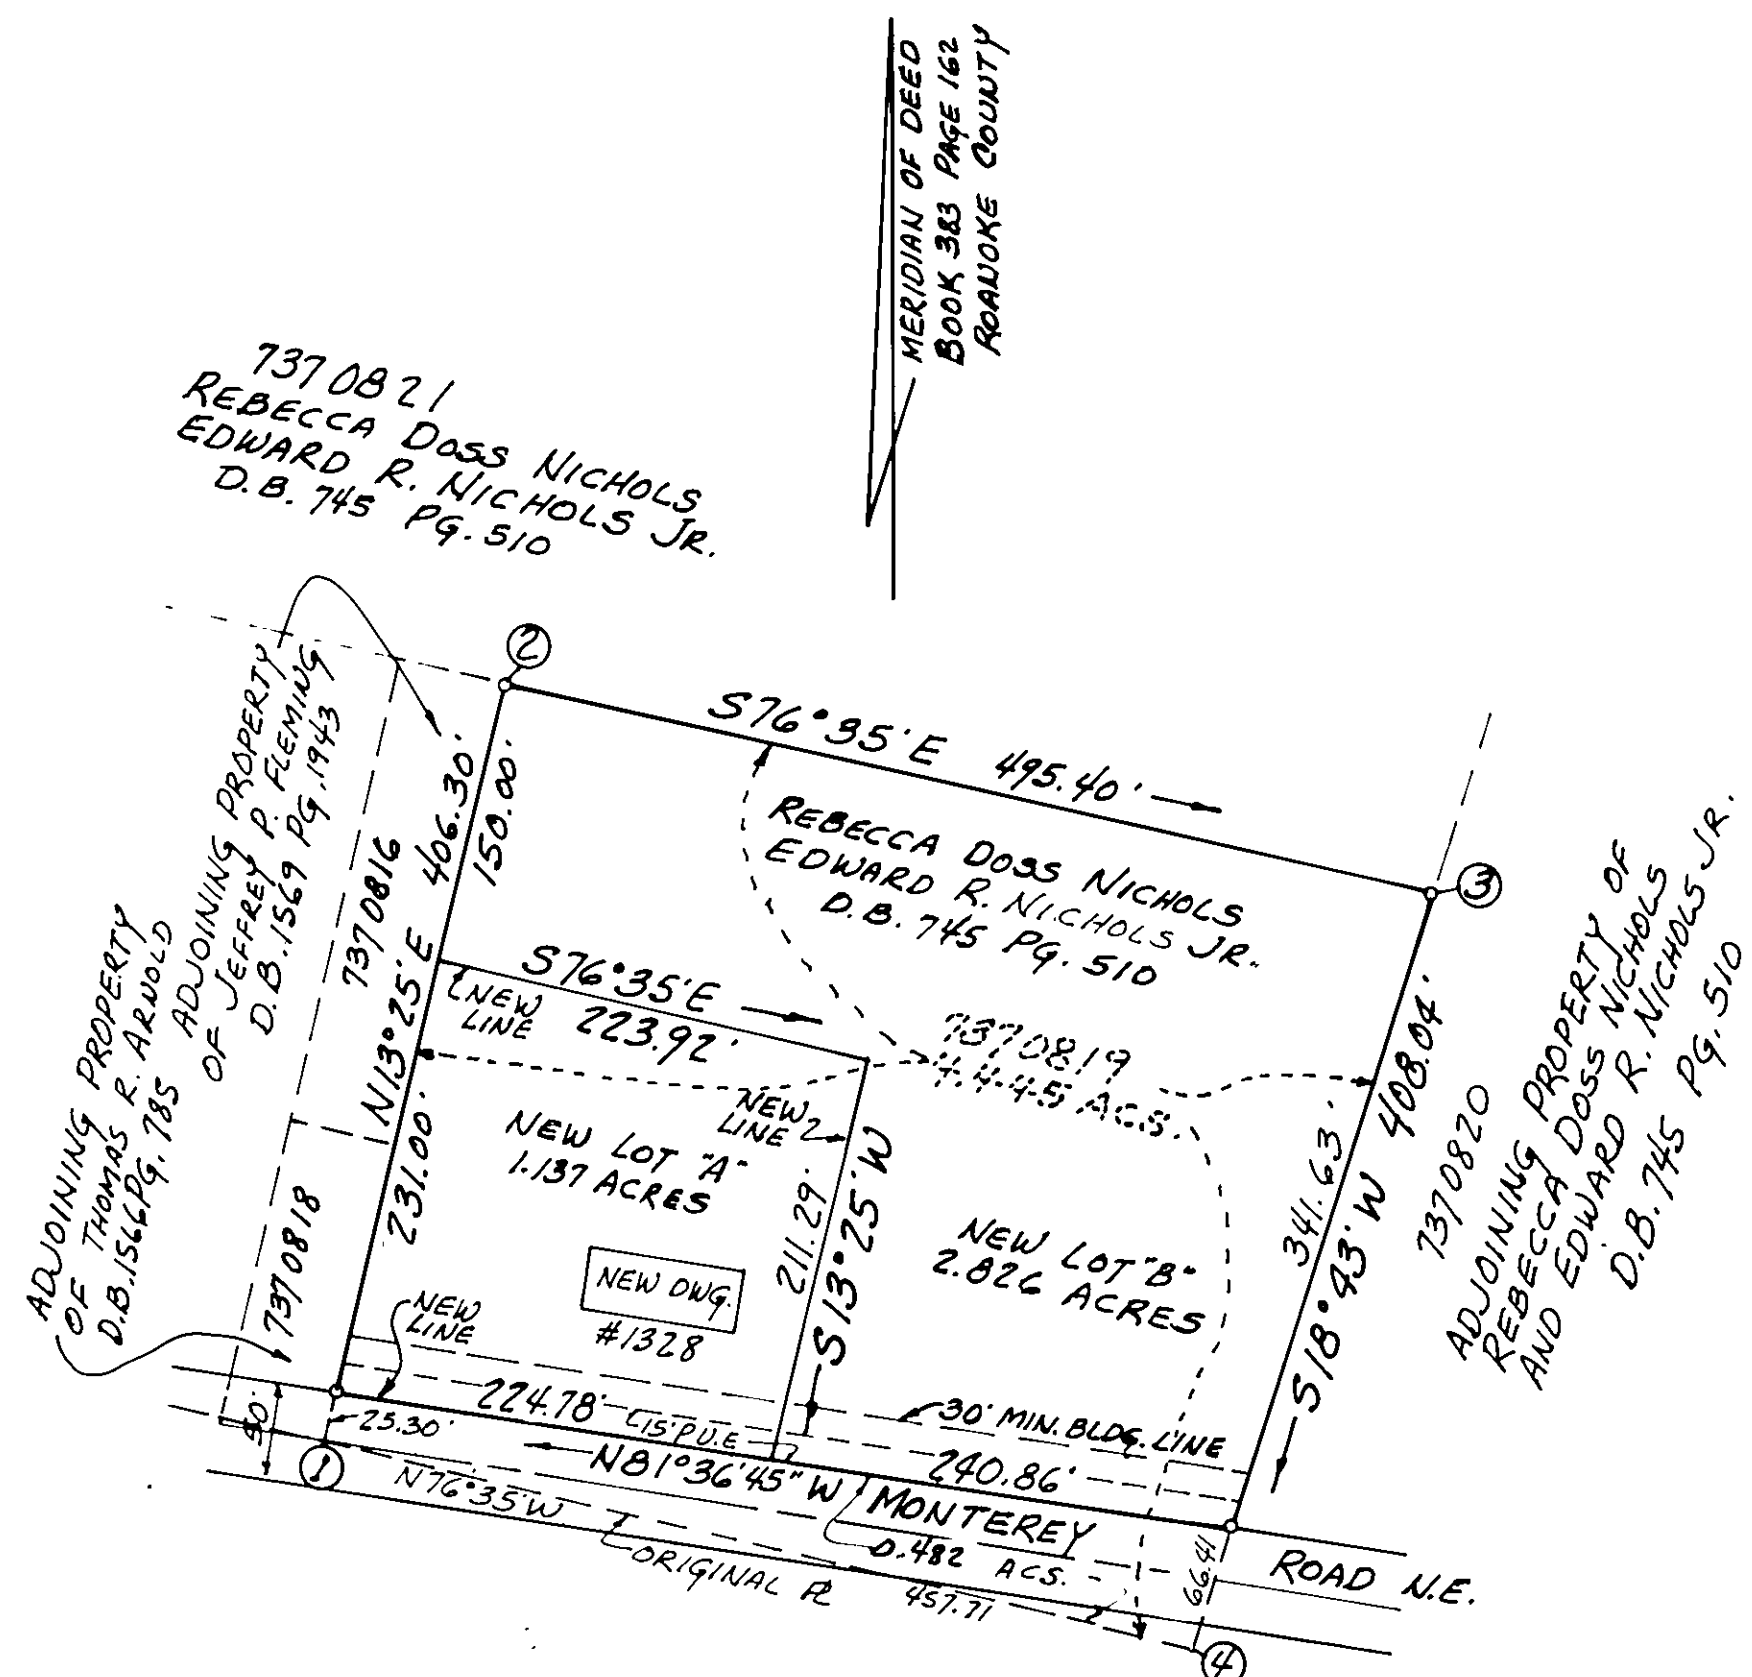 MERIDIAN OF DEED
BOOK 383 PAGE 162
ROANOKE COUNTY
7370821
REBECCA DOSS NICHOLS
EDWARD R. NICHOLS JR.
D.B. 745 PG. 510
2
S76°35'E 495.40'
3
REBECCA DOSS NICHOLS
EDWARD R. NICHOLS JR.
D.B. 745 PG. 510
7370819
4.445 ACS.
ADJOINING PROPERTY
OF THOMAS R. ARNOLD
D.B. 1566 PG. 785
7370818
ADJOINING PROPERTY
OF JEFFREY P. FLEMING
D.B. 1569 PG. 1943
7370816
N13°25'E 406.30'
150.00'
231.00'
S76°35'E
223.92'
NEW
LINE
NEW
LINE
NEW LOT "A"
1.137 ACRES
NEW DWG.
#1328
NEW
LINE
211.29'
S13°25'W
NEW LOT "B"
2.826 ACRES
341.63'
S18°43'W 408.04'
7370820
ADJOINING PROPERTY OF
REBECCA DOSS NICHOLS
AND EDWARD R. NICHOLS JR.
D.B. 745 PG. 510
30' MIN. BLDG. LINE
224.78'
15' P.U.E
240.86'
50'
25.30'
1
N81°36'45"W
N76°35'W
MONTEREY ROAD N.E.
0.482 ACS.
ORIGINAL PL
457.71
66.41
4